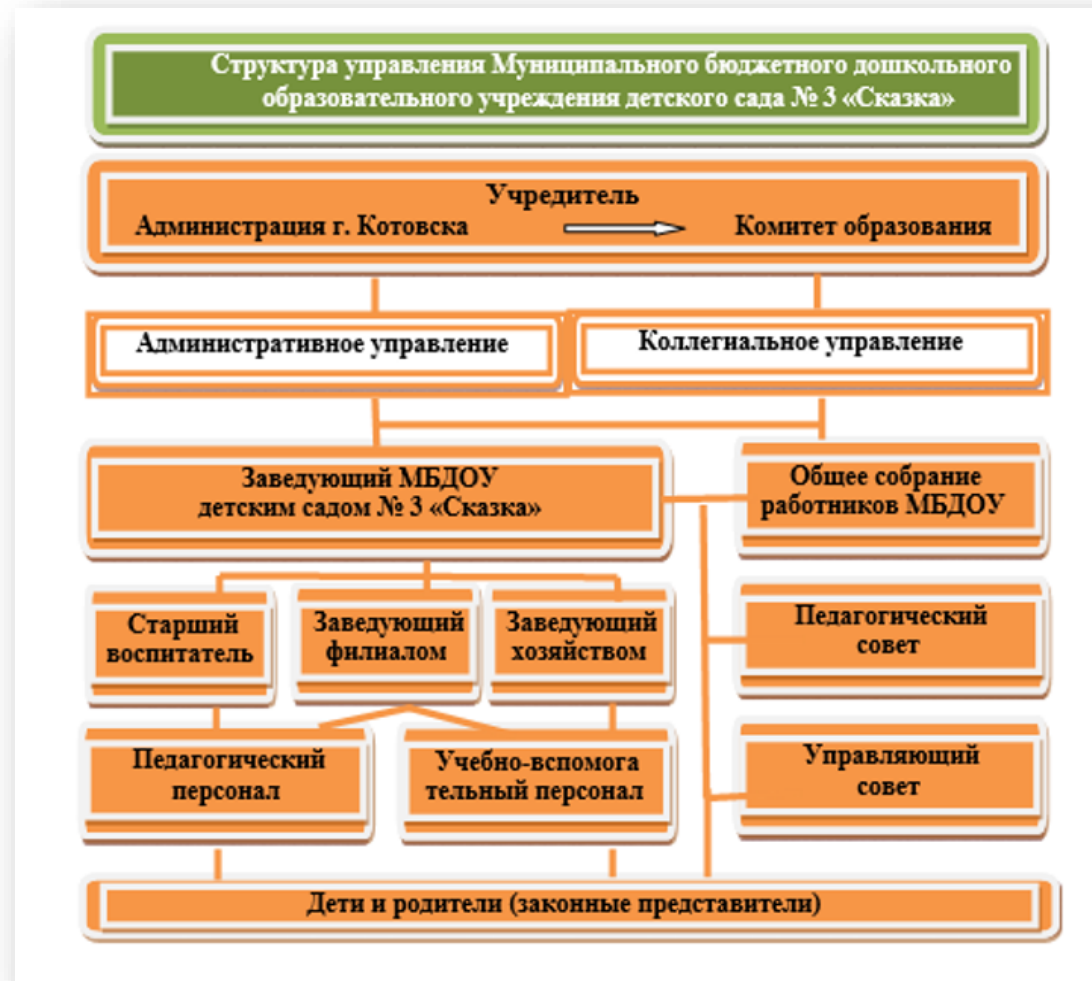 Структура управления Муниципального бюджетного дошкольного
образовательного учреждения детского сада № 3 «Сказка»
Учредитель
Администрация г. Котовска Комитет образования
Административное управление
Коллегиальное управление
Заведующий МБДОУ
детским садом № 3 «Сказка»
Общее собрание
работников МБДОУ
Старший
воспитатель
Заведующий
филиалом
Заведующий
хозяйством
Педагогический
совет
Педагогический
персонал
Учебно-вспомога
тельный персонал
Управляющий
совет
Дети и родители (законные представители)